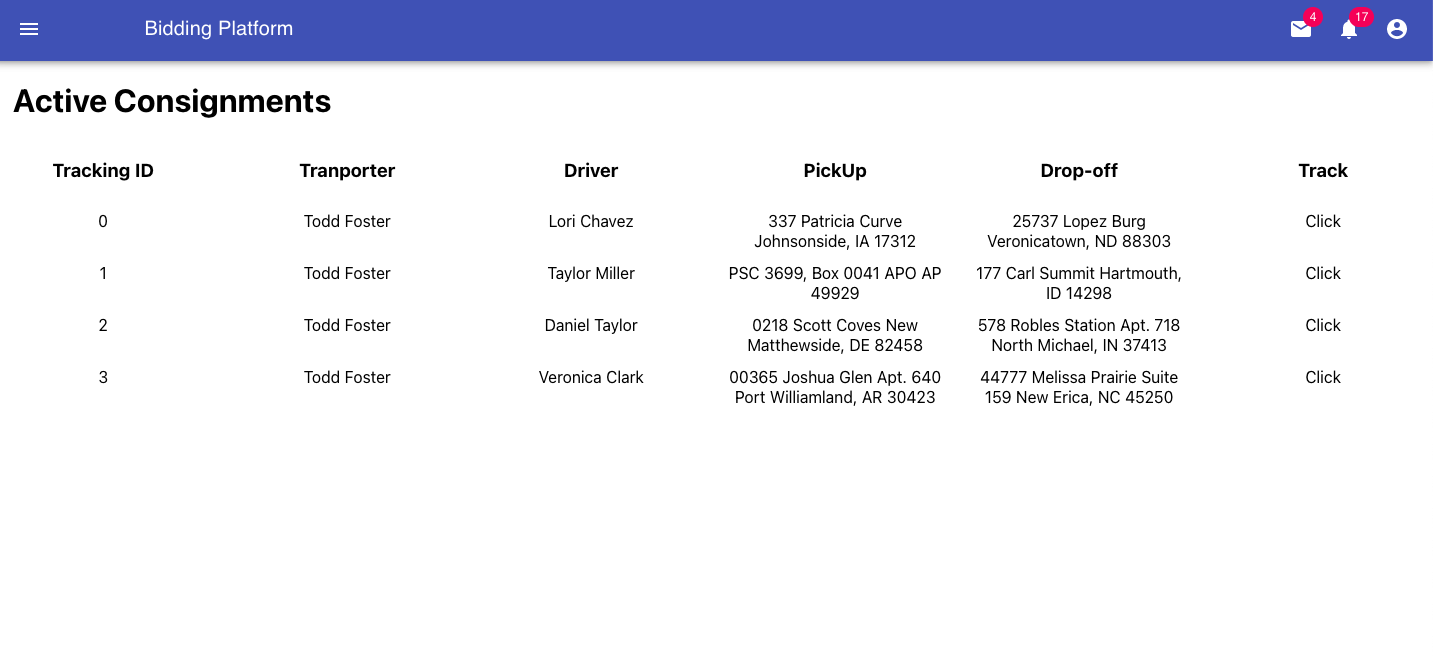 Bidding Platform
4
17
Active Consignments
Tracking ID Tranporter Driver PickUp Drop-off Track
0 Todd Foster Lori Chavez 337 Patricia Curve 25737 Lopez Burg Click
Johnsonside, IA 17312 Veronicatown, ND 88303
1 Todd Foster Taylor Miller PSC 3699, Box 0041 APO AP 177 Carl Summit Hartmouth, Click
49929 ID 14298
2 Todd Foster Daniel Taylor 0218 Scott Coves New 578 Robles Station Apt. 718 Click
Matthewside, DE 82458 North Michael, IN 37413
3 Todd Foster Veronica Clark 00365 Joshua Glen Apt. 640 44777 Melissa Prairie Suite Click
Port Williamland, AR 30423 159 New Erica, NC 45250